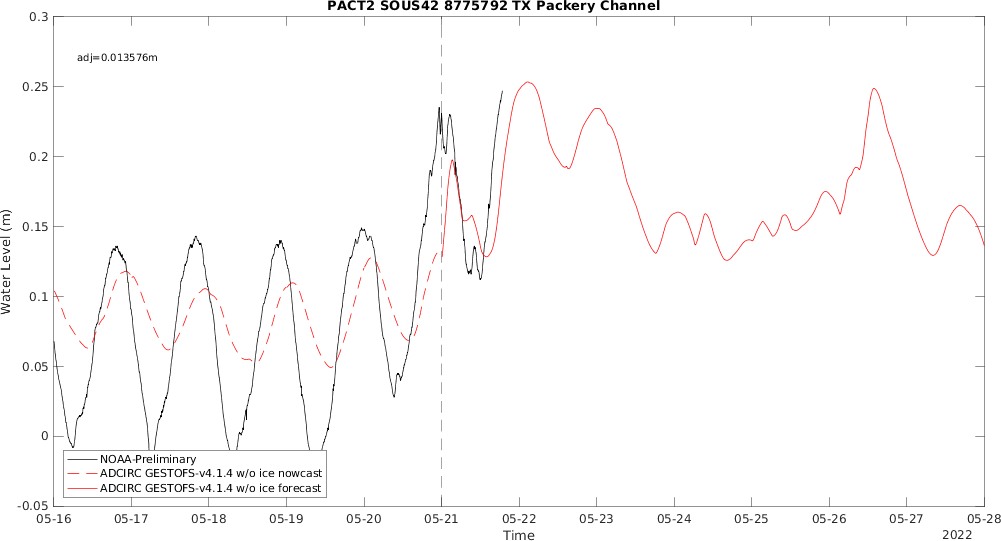 PACT2 SOUS42 8775792 TX Packery Channel
0.3
adj=0.013576m
0.25
0.2
0.15
Water Level (m)
0.1
0.05
0
NOAA-Preliminary
ADCIRC GESTOFS-v4.1.4 w/o ice nowcast
ADCIRC GESTOFS-v4.1.4 w/o ice forecast
-0.05
05-16 05-17 05-18 05-19 05-20 05-21 05-22 05-23 05-24 05-25 05-26 05-27 05-28
Time
2022